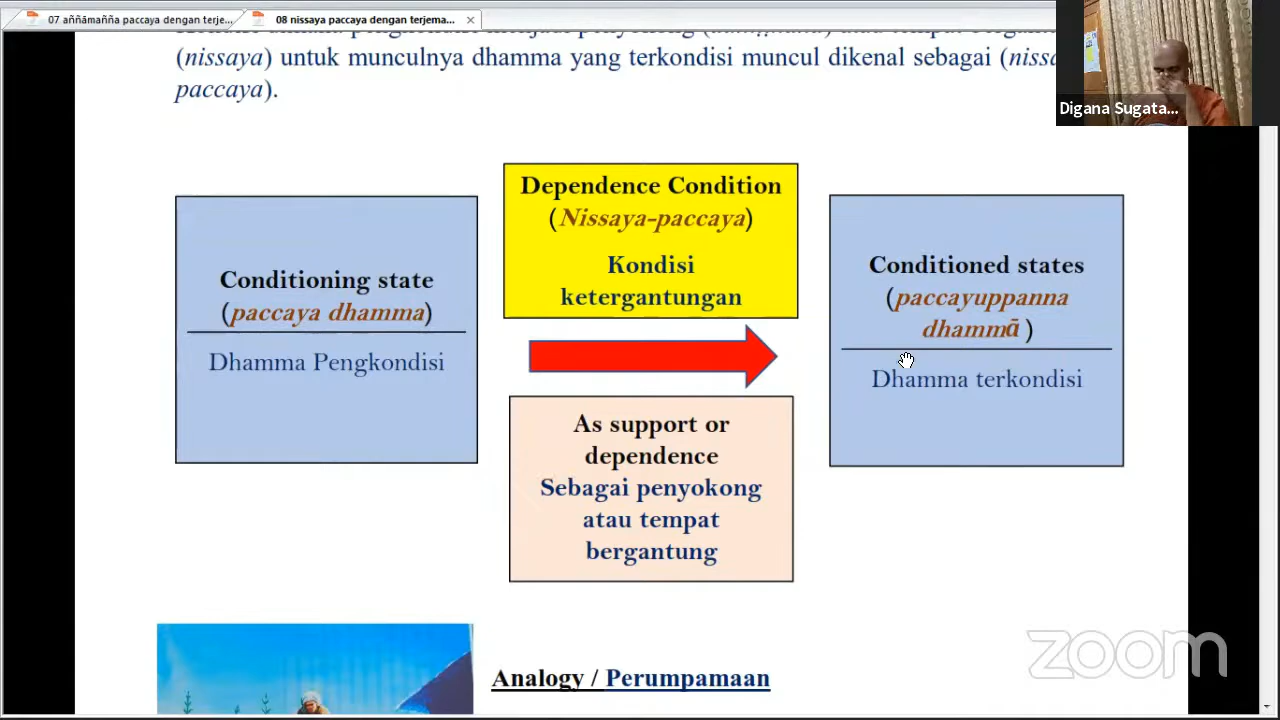 07 aññámañña paccaya dengan terje...
08 nissaya paccaya dengan terjema...
(nissaya) untuk munculnya dhamma yang terkondisi muncul dikenal sebagai
paccaya).
Digana Sugata...
Dependence Condition
(Nissaya-paccaya)
Kondisi
ketergantungan
Conditioning state
(paccaya dhamma)
Dhamma Pengkondisi
Conditioned states
(paccayuppanna
dhammā )
Dhamma terkondisi
As support or
dependence
Sebagai penyokong
atau tempat
bergantung
Analogy / Perumpamaan
zoom